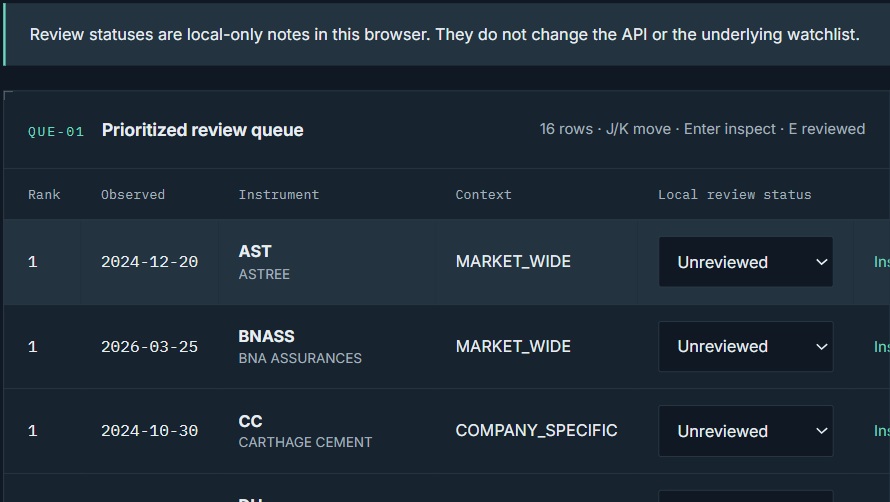 Review statuses are local-only notes in this browser. They do not change the API or the underlying watchlist.
QUE-01 Prioritized review queue 16 rows · J/K move · Enter inspect · E reviewed
Rank Observed Instrument Context Local review status
1 2024-12-20 AST MARKET_WIDE Unreviewed
ASTREE
1 2026-03-25 BNASS MARKET_WIDE Unreviewed
BNA ASSURANCES
1 2024-10-30 CC COMPANY_SPECIFIC Unreviewed
CARTHAGE CEMENT